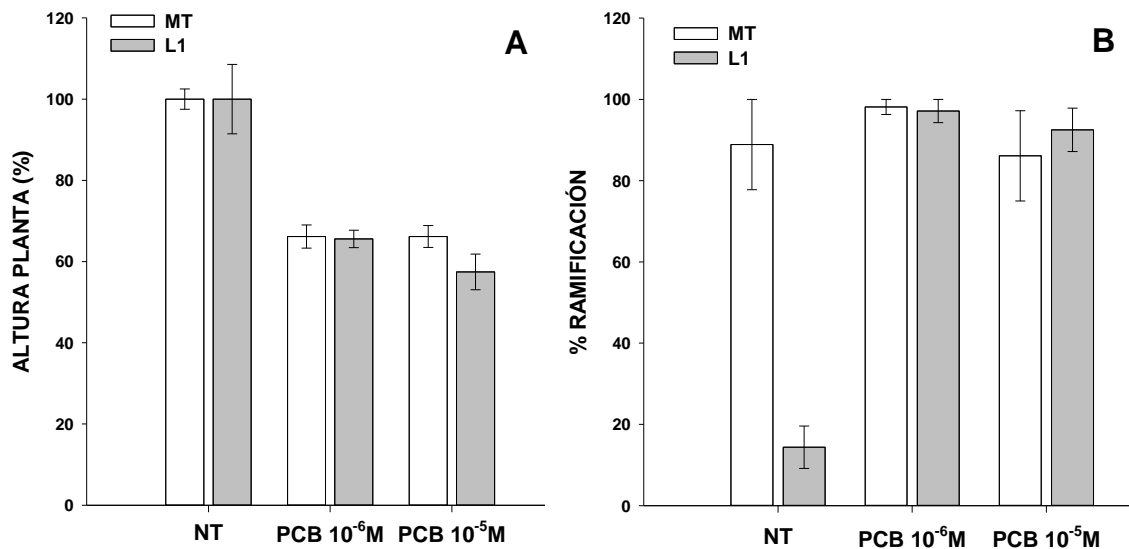 MT
L1
A
ALTURA PLANTA (%)
120
100
80
60
40
20
0
NT
PCB 10⁻⁶M
PCB 10⁻⁵M
MT
L1
B
% RAMIFICACIÓN
120
100
80
60
40
20
0
NT
PCB 10⁻⁶M
PCB 10⁻⁵M